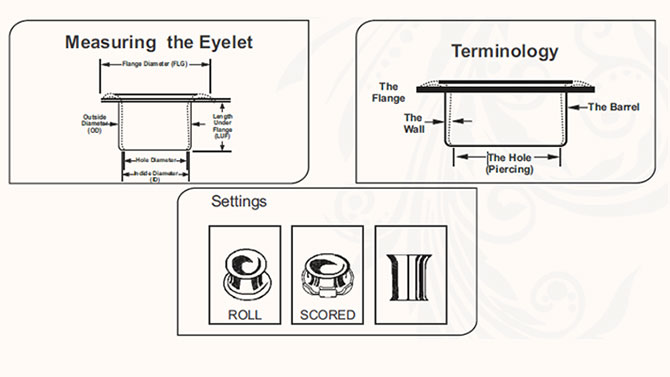 Measuring the Eyelet
Flange Diameter (FLG)
Outside
Diameter
(OD)
Length
Under
Flange
(LUF)
Hole Diameter
Indide Diameter
(ID)
Terminology
The
Flange
The
Wall
The Barrel
The Hole
(Piercing)
Settings
ROLL
SCORED